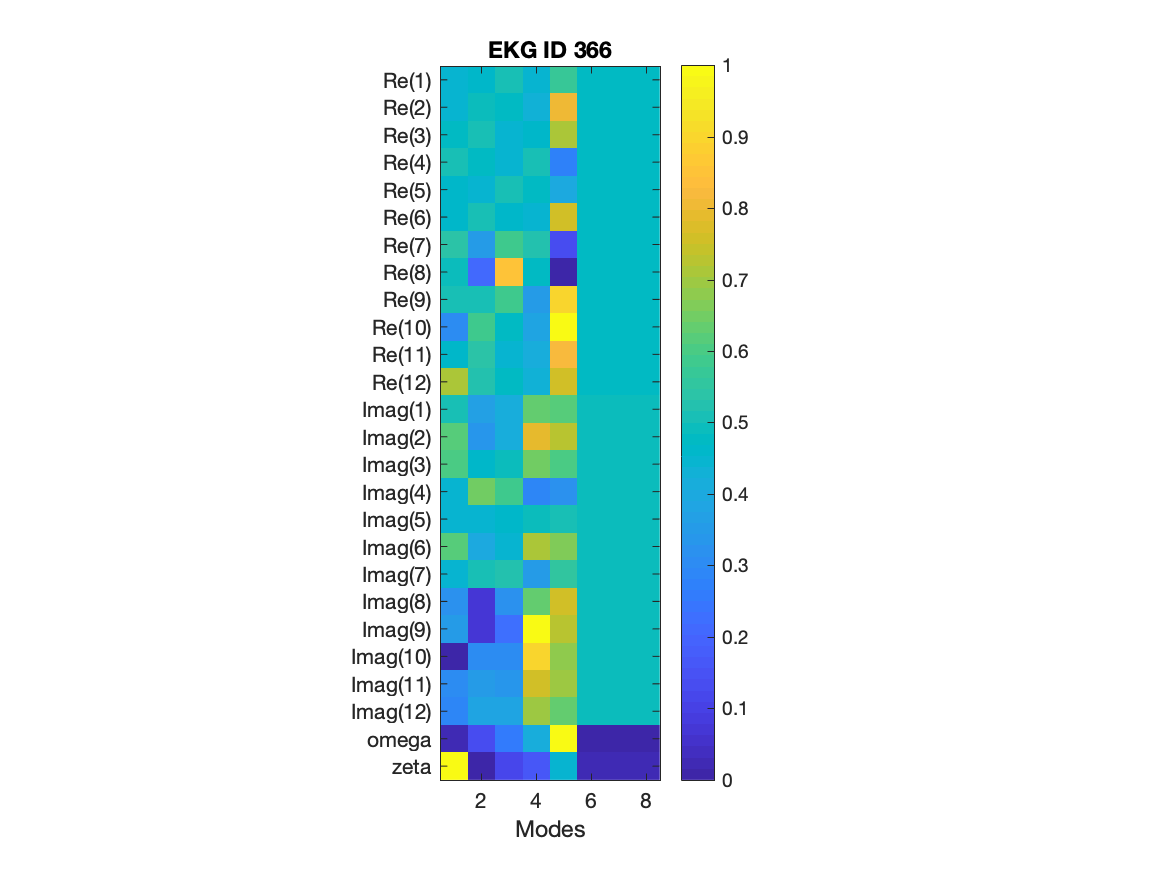 EKG ID 366
Re(1)
Re(2)
Re(3)
Re(4)
Re(5)
Re(6)
Re(7)
Re(8)
Re(9)
Re(10)
Re(11)
Re(12)
Imag(1)
Imag(2)
Imag(3)
Imag(4)
Imag(5)
Imag(6)
Imag(7)
Imag(8)
Imag(9)
Imag(10)
Imag(11)
Imag(12)
omega
zeta
2 4 6 8
Modes
1
0.9
0.8
0.7
0.6
0.5
0.4
0.3
0.2
0.1
0